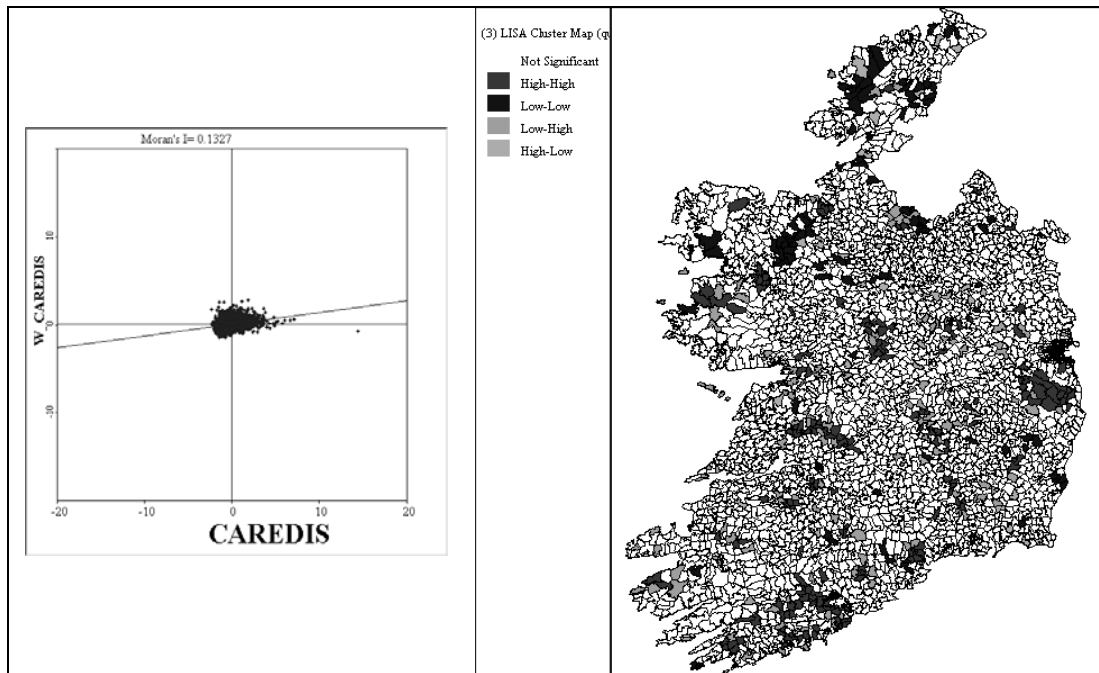 Moran's I= 0.1327
10
0
-10
W_CAREDIS
-20
-10
0
10
20
CAREDIS
(3) LISA Cluster Map (qu
Not Significant
High-High
Low-Low
Low-High
High-Low